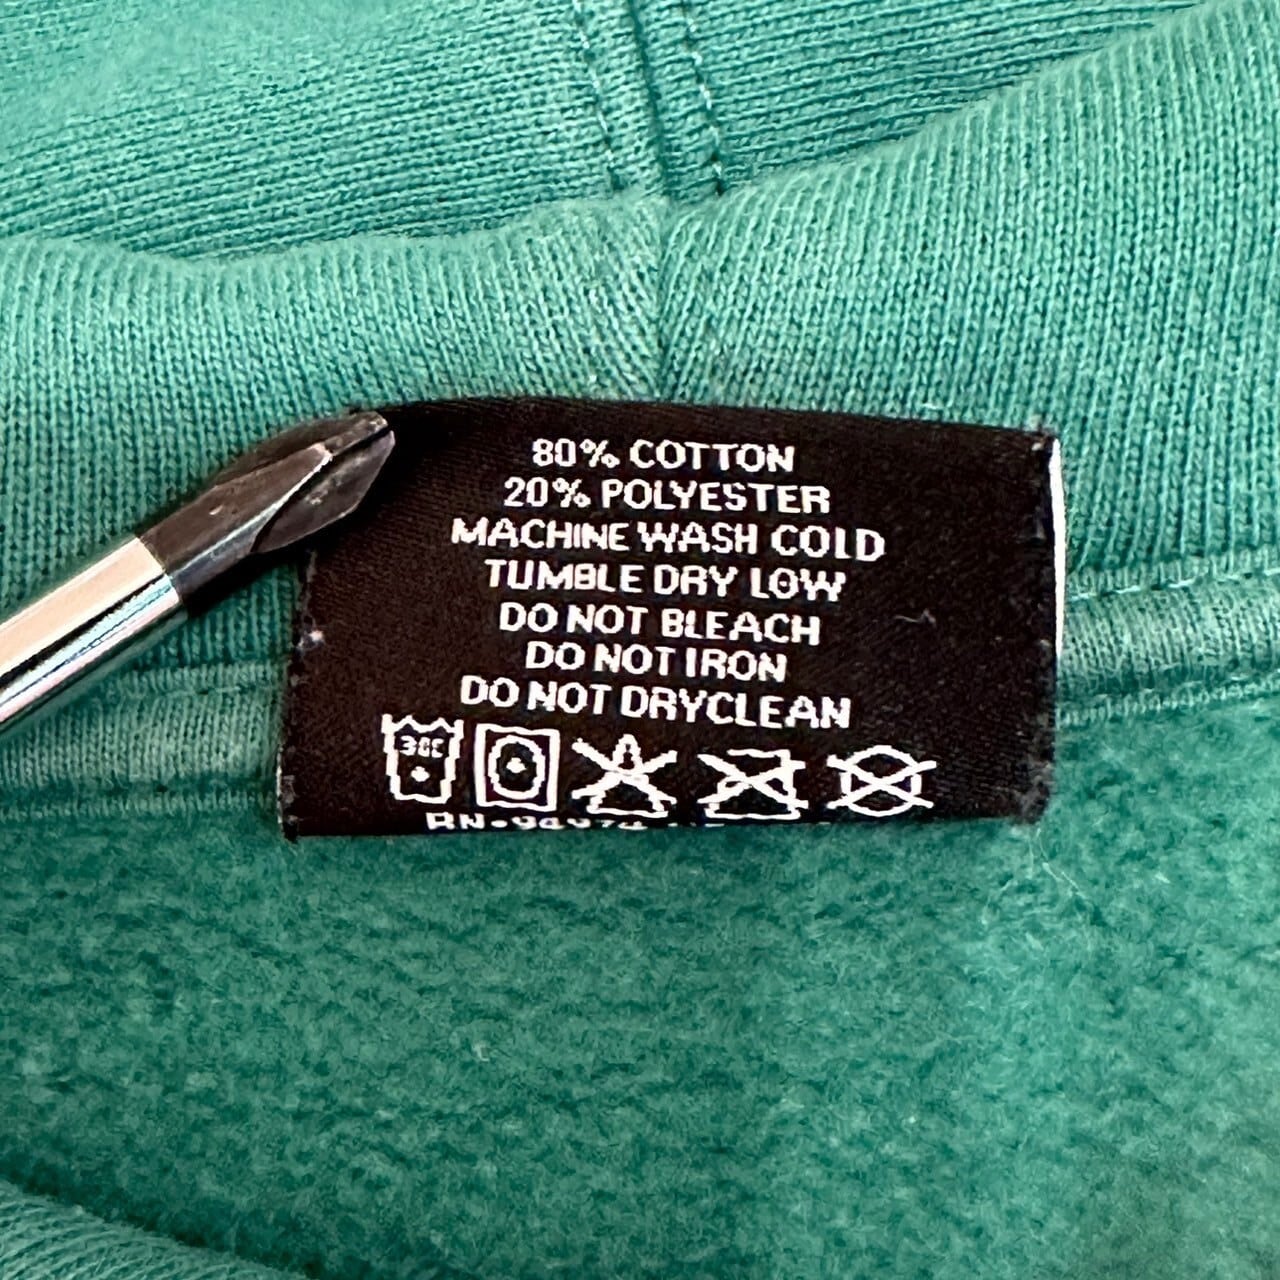 80% COTTON
20% POLYESTER
MACHINE WASH COLD
TUMBLE DRY LOW
DO NOT BLEACH
DO NOT IRON
DO NOT DRYCLEAN
30C